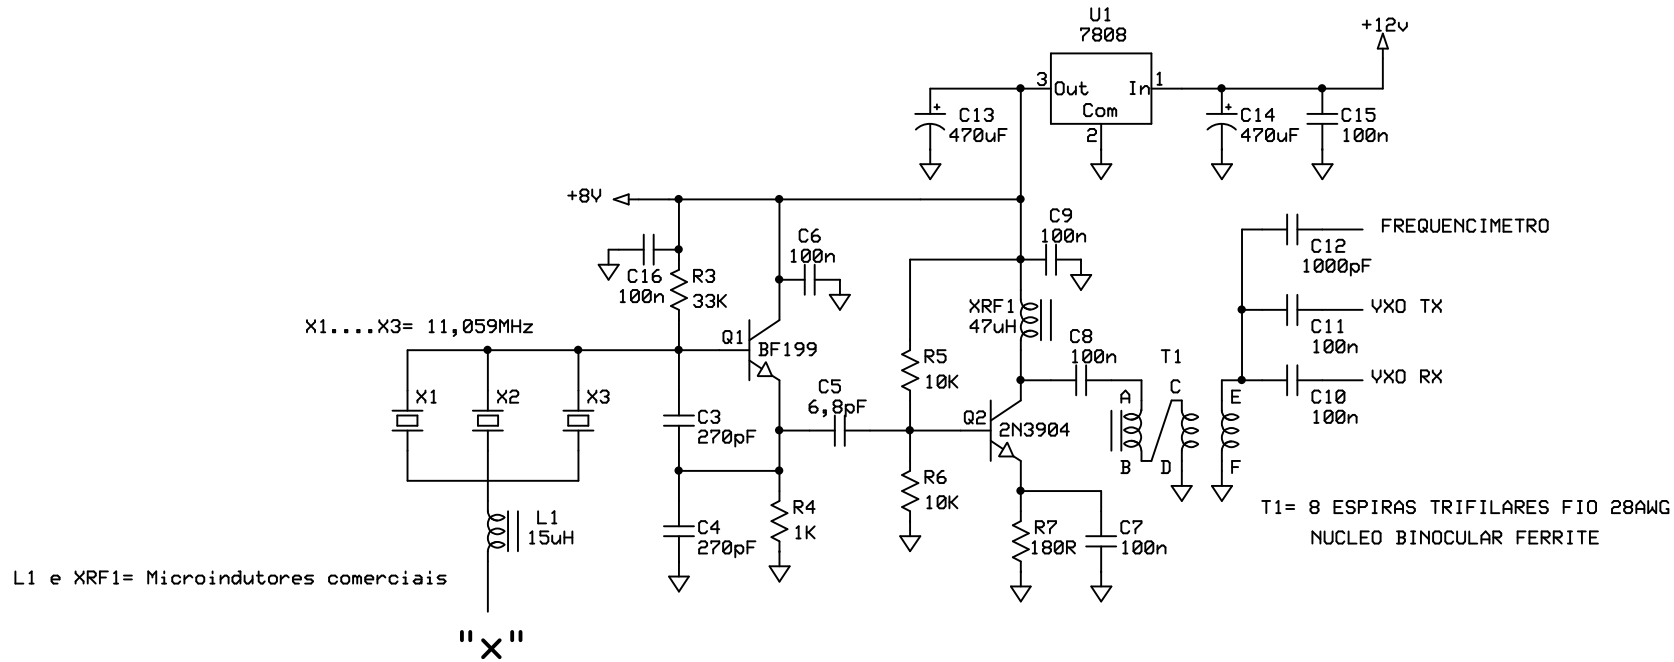 U1
7808
+12v
3
Out
In
1
Com
2
+
C13
470uF
+
C14
470uF
C15
100n
+8V
C16
100n
R3
33K
C6
100n
C9
100n
XRF1
47uH
C12
1000pF
FREQUENCIMETRO
C11
100n
VXO TX
C10
100n
VXO RX
X1....X3= 11,059MHz
Q1
BF199
X1
X2
X3
C3
270pF
C4
270pF
C5
6,8pF
R4
1K
R5
10K
R6
10K
Q2
2N3904
C8
100n
T1
A
C
E
B
D
F
R7
180R
C7
100n
T1= 8 ESPIRAS TRIFILARES FIO 28AWG
NUCLEO BINOCULAR FERRITE
L1
15uH
L1 e XRF1= Microindutores comerciais
"X"